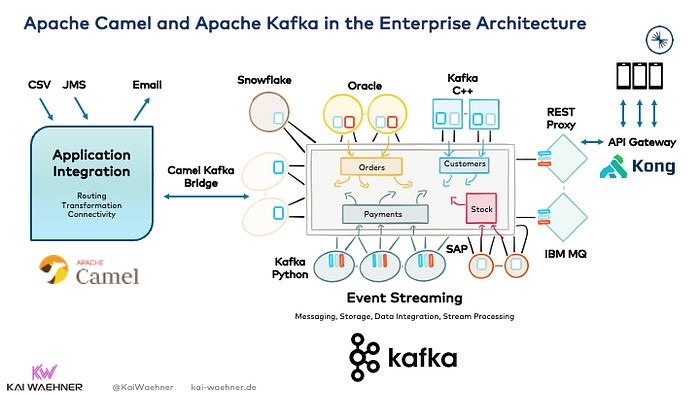 Apache Camel and Apache Kafka in the Enterprise Architecture
CSV JMS Email
Application
Integration
Routing
Transformation
Connectivity
APACHE
Camel
Camel Kafka
Bridge
Snowflake
Oracle
Kafka
C++
Orders
Customers
Payments
Stock
Kafka
Python
SAP
REST
Proxy
IBM MQ
API Gateway
Kong
Event Streaming
Messaging, Storage, Data Integration, Stream Processing
kafka
KAI WAEHNER
@KaiWaehner kai-waehner.de